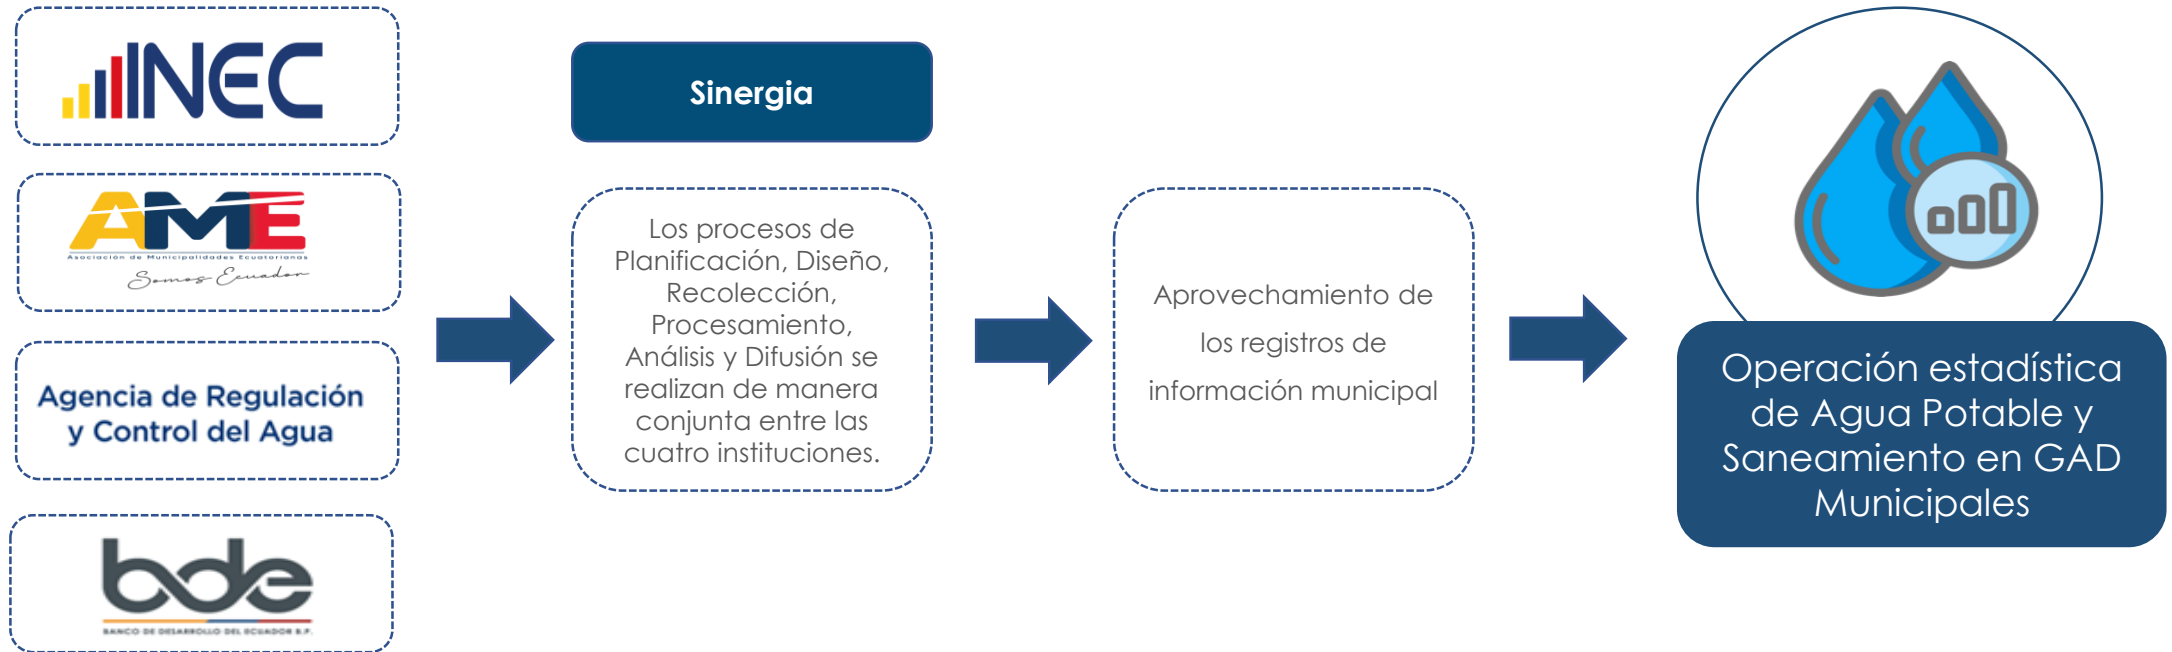 INEC
AME
Asociación de Municipalidades Ecuatorianas
Somos Ecuador
Agencia de Regulación
y Control del Agua
bde
BANCO DE DESARROLLO DEL ECUADOR B.P.
Sinergia
Los procesos de
Planificación, Diseño,
Recolección,
Procesamiento,
Análisis y Difusión se
realizan de manera
conjunta entre las
cuatro instituciones.
Aprovechamiento de
los registros de
información municipal
Operación estadística
de Agua Potable y
Saneamiento en GAD
Municipales